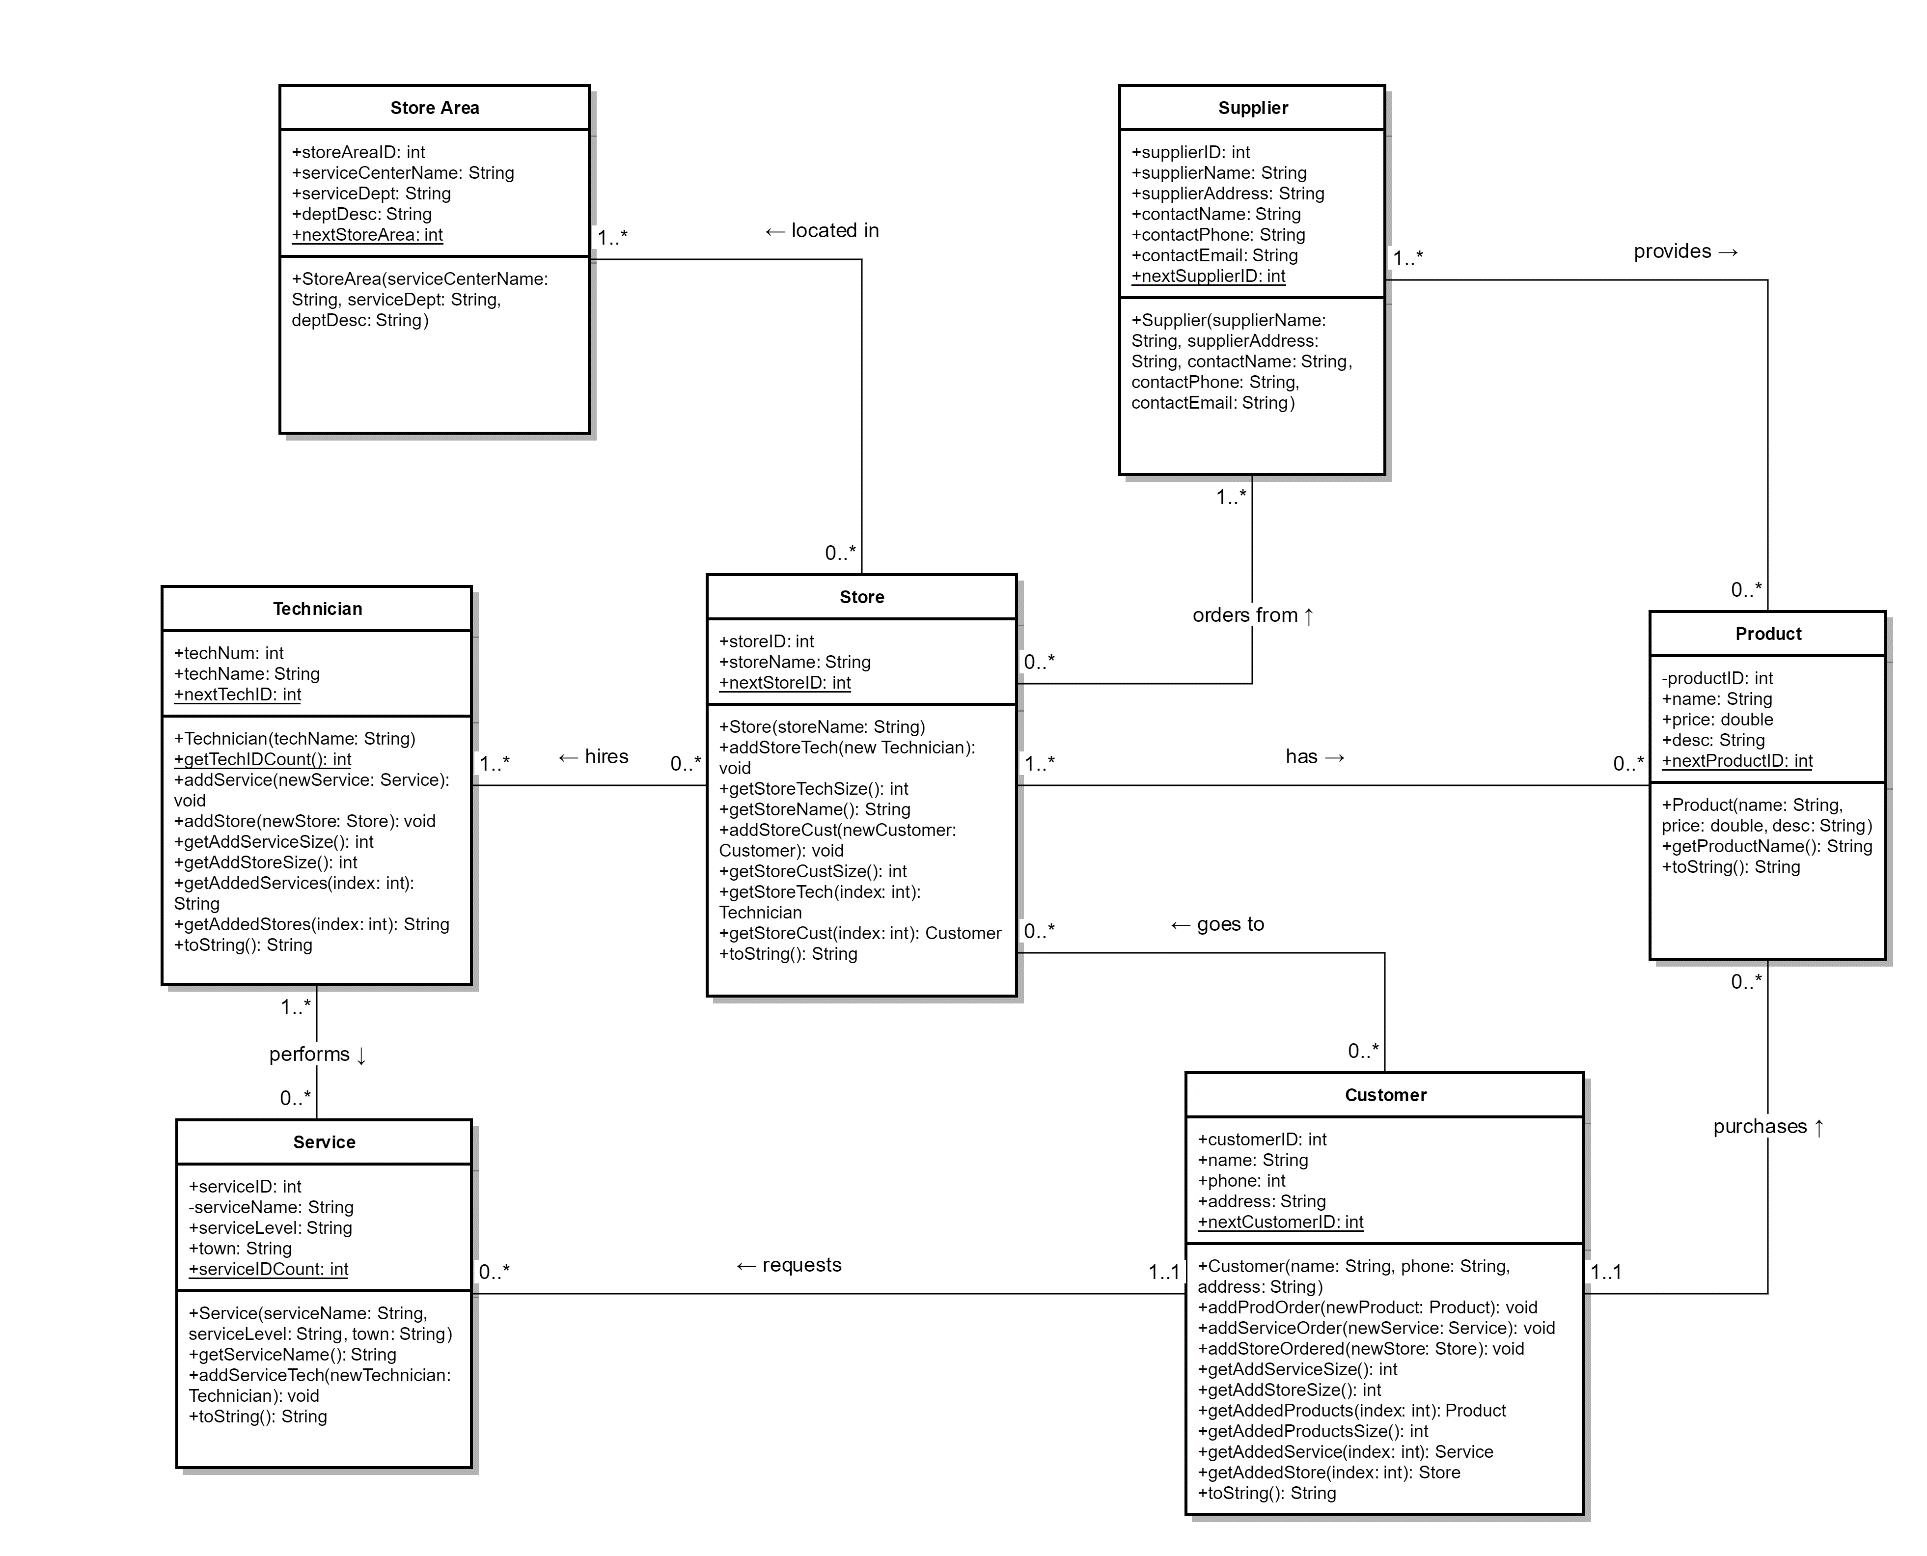 Store Area
+storeAreaID: int
+serviceCenterName: String
+serviceDept: String
+deptDesc: String
+nextStoreArea: int
+StoreArea(serviceCenterName:
String, serviceDept: String,
deptDesc: String)
1..*
← located in
0..*
Supplier
+supplierID: int
+supplierName: String
+supplierAddress: String
+contactName: String
+contactPhone: String
+contactEmail: String
+nextSupplierID: int
+Supplier(supplierName:
String, supplierAddress:
String, contactName: String,
contactPhone: String,
contactEmail: String)
1..*
provides →
0..*
1..*
orders from ↑
0..*
Technician
+techNum: int
+techName: String
+nextTechID: int
+Technician(techName: String)
+getTechIDCount(): int
+addService(newService: Service):
void
+addStore(newStore: Store): void
+getAddServiceSize(): int
+getAddStoreSize(): int
+getAddedServices(index: int):
String
+getAddedStores(index: int): String
+toString(): String
1..*
← hires
0..*
Store
+storeID: int
+storeName: String
+nextStoreID: int
+Store(storeName: String)
+addStoreTech(new Technician):
void
+getStoreTechSize(): int
+getStoreName(): String
+addStoreCust(newCustomer:
Customer): void
+getStoreCustSize(): int
+getStoreTech(index: int):
Technician
+getStoreCust(index: int): Customer
+toString(): String
1..*
has →
0..*
Product
-productID: int
+name: String
+price: double
+desc: String
+nextProductID: int
+Product(name: String,
price: double, desc: String)
+getProductName(): String
+toString(): String
0..*
← goes to
0..*
1..*
performs ↓
0..*
Service
+serviceID: int
-serviceName: String
+serviceLevel: String
+town: String
+serviceIDCount: int
+Service(serviceName: String,
serviceLevel: String, town: String)
+getServiceName(): String
+addServiceTech(newTechnician:
Technician): void
+toString(): String
0..*
← requests
1..1
Customer
+customerID: int
+name: String
+phone: int
+address: String
+nextCustomerID: int
+Customer(name: String, phone: String,
address: String)
+addProdOrder(newProduct: Product): void
+addServiceOrder(newService: Service): void
+addStoreOrdered(newStore: Store): void
+getAddServiceSize(): int
+getAddStoreSize(): int
+getAddedProducts(index: int): Product
+getAddedProductsSize(): int
+getAddedService(index: int): Service
+getAddedStore(index: int): Store
+toString(): String
0..*
purchases ↑
1..1